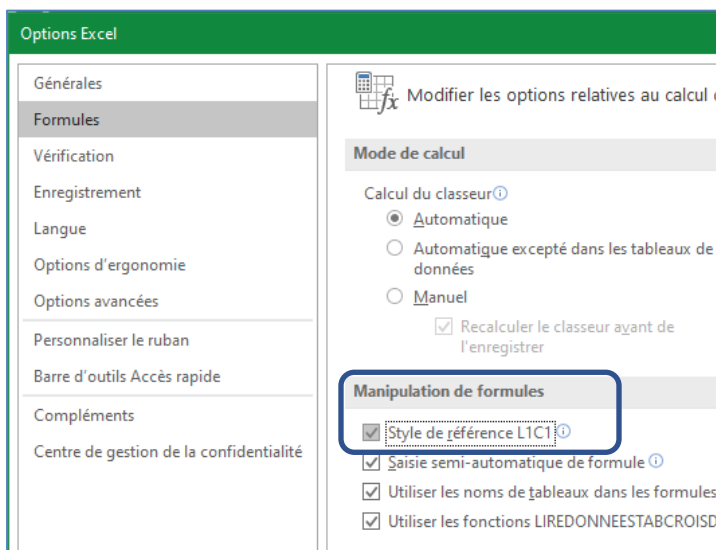 Options Excel
Générales
Formules
Vérification
Enregistrement
Langue
Options d'ergonomie
Options avancées
Personnaliser le ruban
Barre d'outils Accès rapide
Compléments
Centre de gestion de la confidentialité
fx Modifier les options relatives au calcul
Mode de calcul
Calcul du classeur
Automatique
Automatique excepté dans les tableaux de
données
Manuel
Recalculer le classeur avant de
l'enregistrer
Manipulation de formules
Style de référence L1C1
Saisie semi-automatique de formule
Utiliser les noms de tableaux dans les formules
Utiliser les fonctions LIREDONNEESTABCROISD